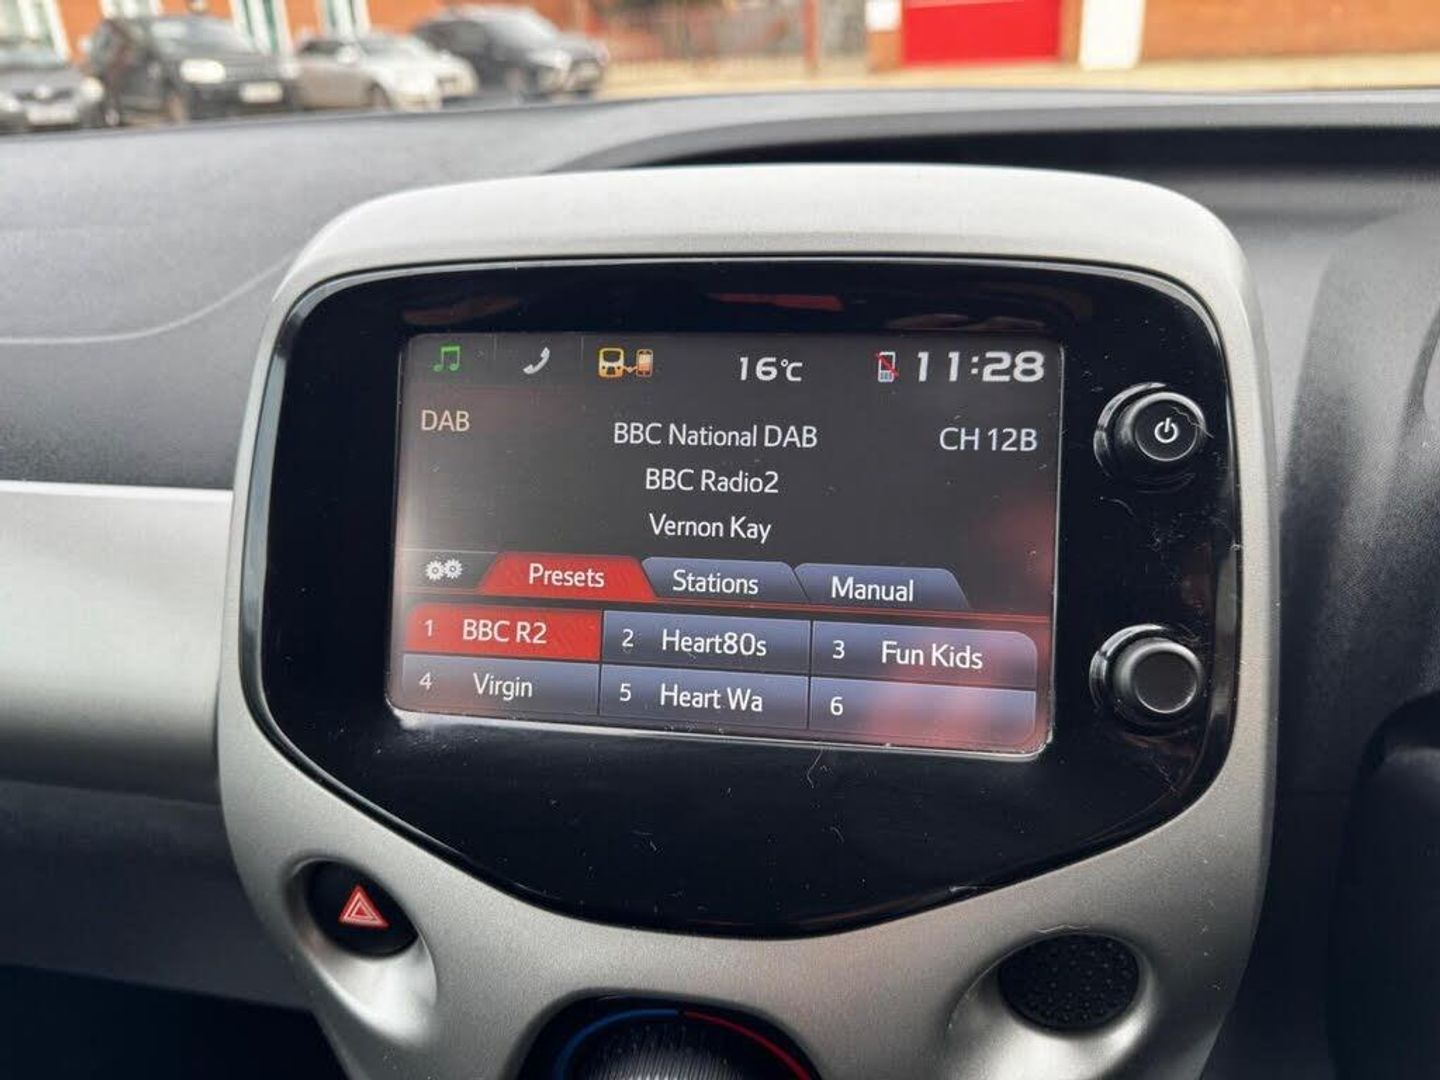 16°C 11:28
DAB BBC National DAB CH 12B
BBC Radio2
Vernon Kay
Presets Stations Manual
1 BBC R2 2 Heart80s 3 Fun Kids
4 Virgin 5 Heart Wa 6